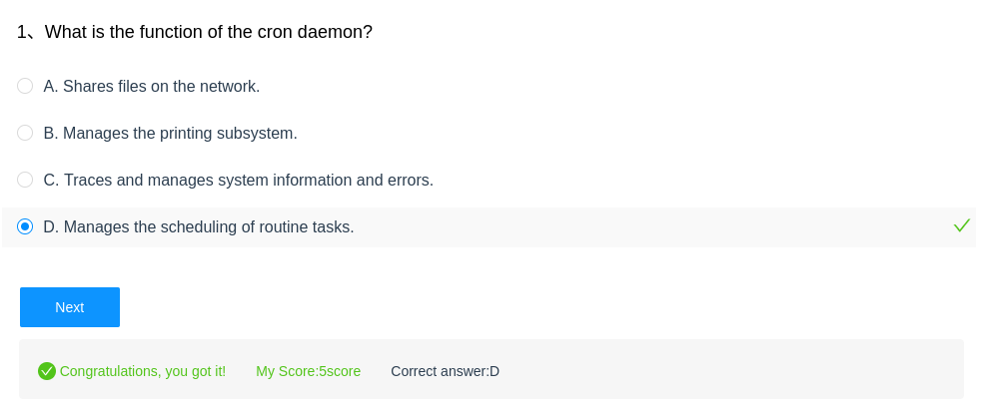 1、What is the function of the cron daemon?
A. Shares files on the network.
B. Manages the printing subsystem.
C. Traces and manages system information and errors.
D. Manages the scheduling of routine tasks.
Next
Congratulations, you got it! My Score:5score Correct answer:D